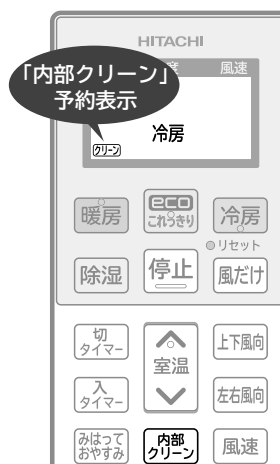 HITACHI
「内部クリーン」
予約表示
度
風速
冷房
クリーン
暖房
eco
これっきり
冷房
リセット
除湿
停止
風だけ
切
タイマー
室温
上下風向
入
タイマー
左右風向
みはって
おやすみ
内部
クリーン
風速